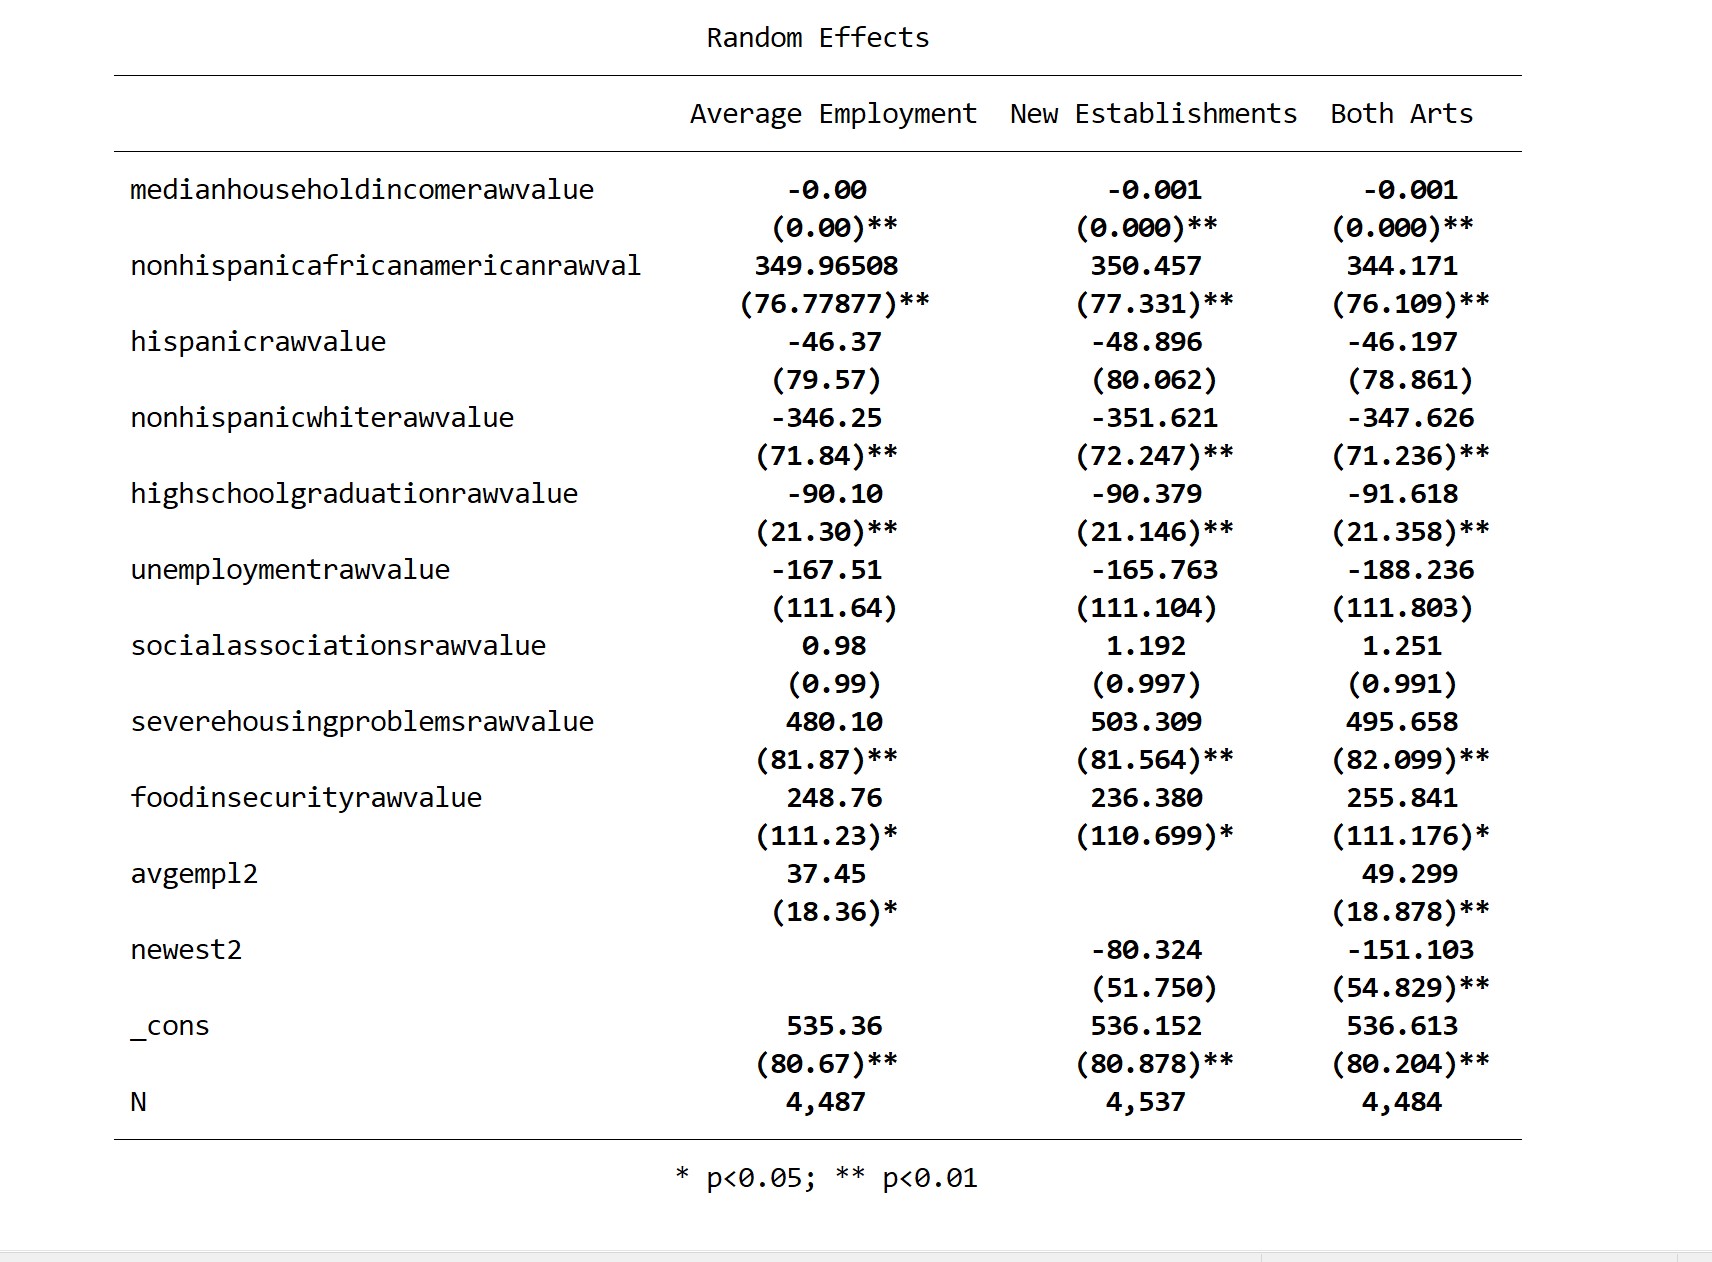 Random Effects
Average Employment New Establishments Both Arts
medianhouseholdincomerawvalue -0.00 -0.001 -0.001
(0.00)** (0.000)** (0.000)**
nonhispanicafricanamericanrawval 349.96508 350.457 344.171
(76.77877)** (77.331)** (76.109)**
hispanicrawvalue -46.37 -48.896 -46.197
(79.57) (80.062) (78.861)
nonhispanicwhiterawvalue -346.25 -351.621 -347.626
(71.84)** (72.247)** (71.236)**
highschoolgraduationrawvalue -90.10 -90.379 -91.618
(21.30)** (21.146)** (21.358)**
unemploymentrawvalue -167.51 -165.763 -188.236
(111.64) (111.104) (111.803)
socialassociationsrawvalue 0.98 1.192 1.251
(0.99) (0.997) (0.991)
severehousingproblemsrawvalue 480.10 503.309 495.658
(81.87)** (81.564)** (82.099)**
foodinsecurityrawvalue 248.76 236.380 255.841
(111.23)* (110.699)* (111.176)*
avgempl2 37.45 49.299
(18.36)* (18.878)**
newest2 -80.324 -151.103
(51.750) (54.829)**
_cons 535.36 536.152 536.613
(80.67)** (80.878)** (80.204)**
N 4,487 4,537 4,484
* p<0.05; ** p<0.01